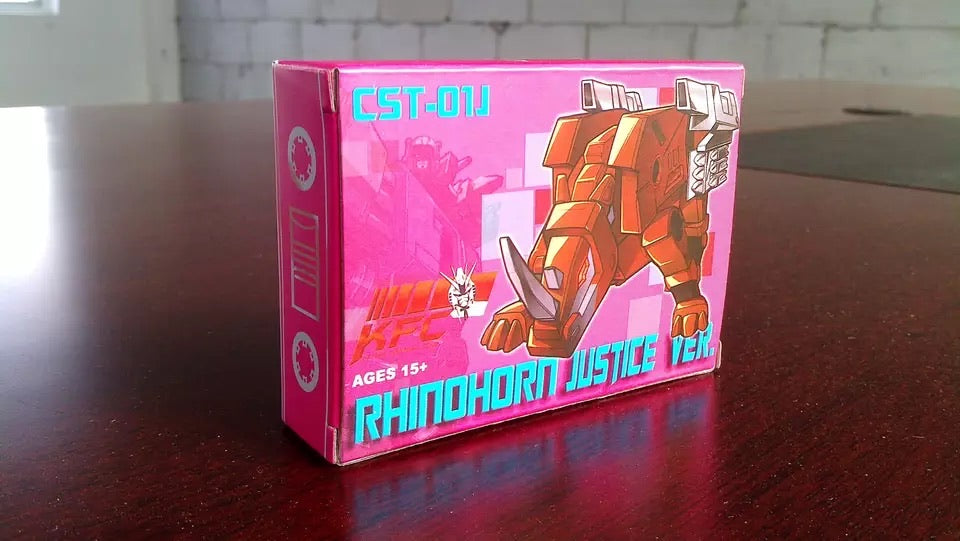 CST-01J
KFC
AGES 15+
RHINOHORN JUSTICE VER.